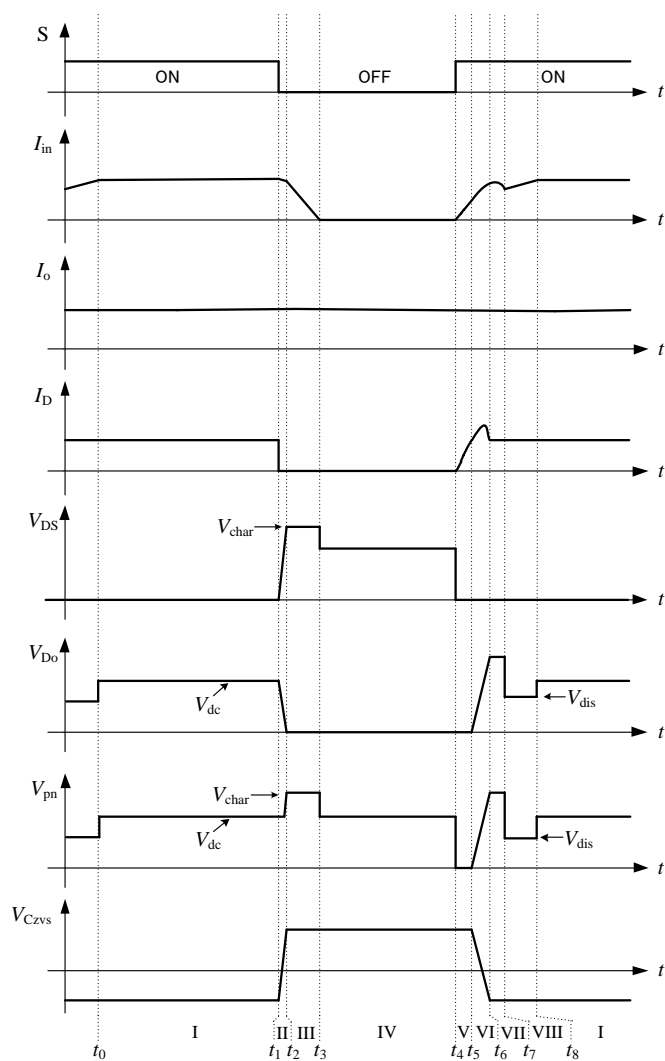 S
ON OFF ON t
I_in
t
I_o
t
I_D
t
V_DS V_char
t
V_Do
V_dc V_dis
t
V_pn V_char
V_dc V_dis
t
V_Czvs
t
I II III IV V VI VII VIII I
t_0 t_1 t_2 t_3 t_4 t_5 t_6 t_7 t_8